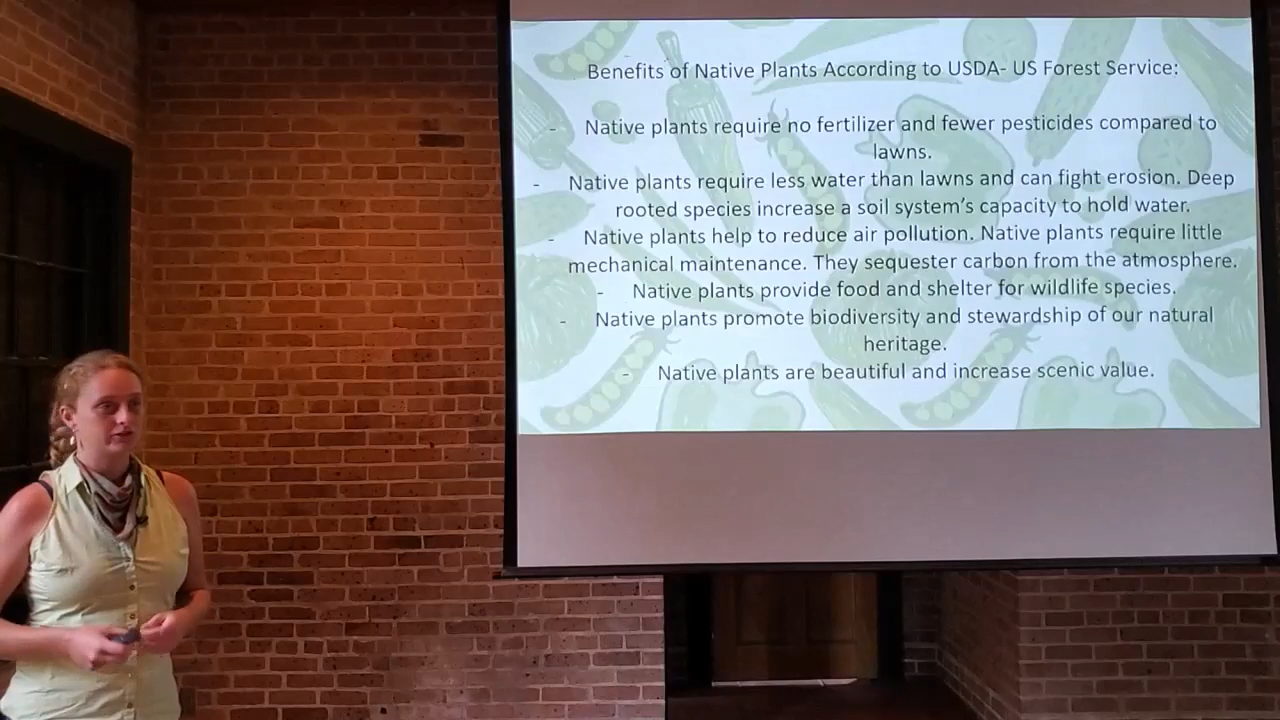 Benefits of Native Plants According to USDA- US Forest Service:
- Native plants require no fertilizer and fewer pesticides compared to
lawns.
- Native plants require less water than lawns and can fight erosion. Deep
rooted species increase a soil system's capacity to hold water.
- Native plants help to reduce air pollution. Native plants require little
mechanical maintenance. They sequester carbon from the atmosphere.
- Native plants provide food and shelter for wildlife species.
- Native plants promote biodiversity and stewardship of our natural
heritage.
- Native plants are beautiful and increase scenic value.